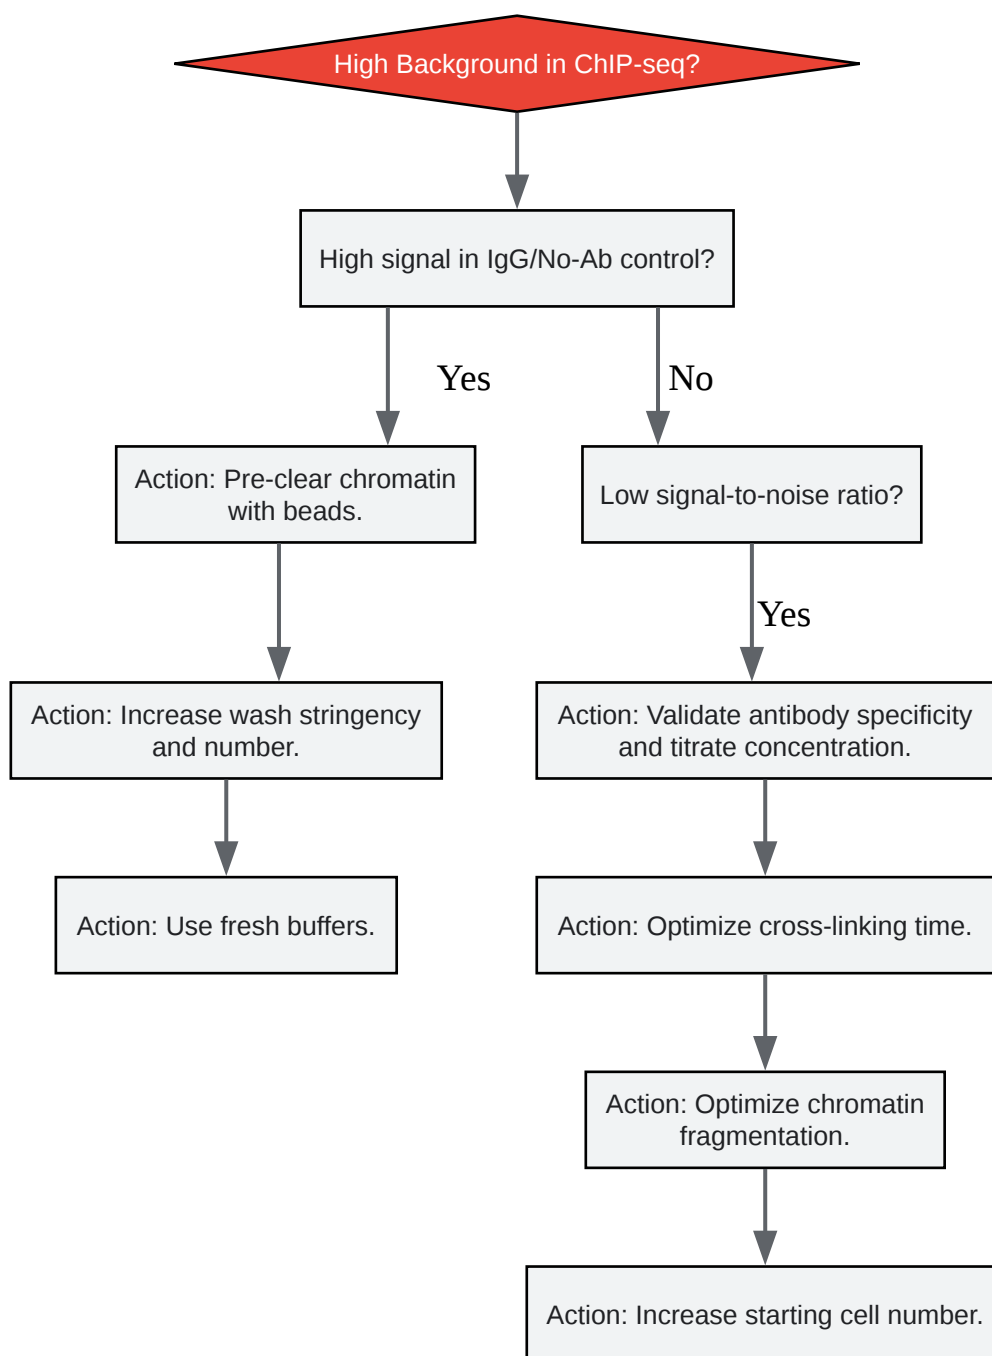 High Background in ChIP-seq?
High signal in IgG/No-Ab control?
Yes
No
Action: Pre-clear chromatin
with beads.
Low signal-to-noise ratio?
Yes
Action: Increase wash stringency
and number.
Action: Validate antibody specificity
and titrate concentration.
Action: Use fresh buffers.
Action: Optimize cross-linking time.
Action: Optimize chromatin
fragmentation.
Action: Increase starting cell number.